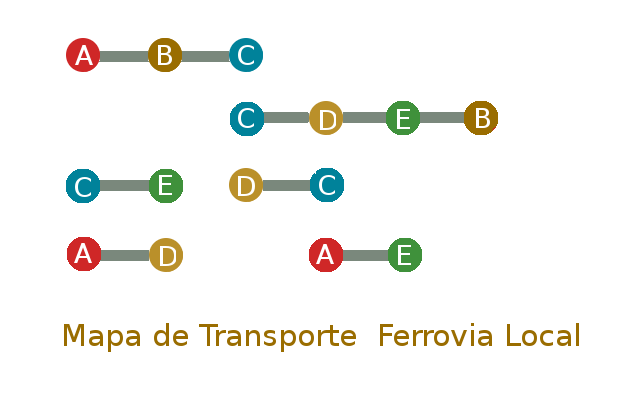 A B C
C D E B
C E D C
A D A E
Mapa de Transporte Ferrovia Local